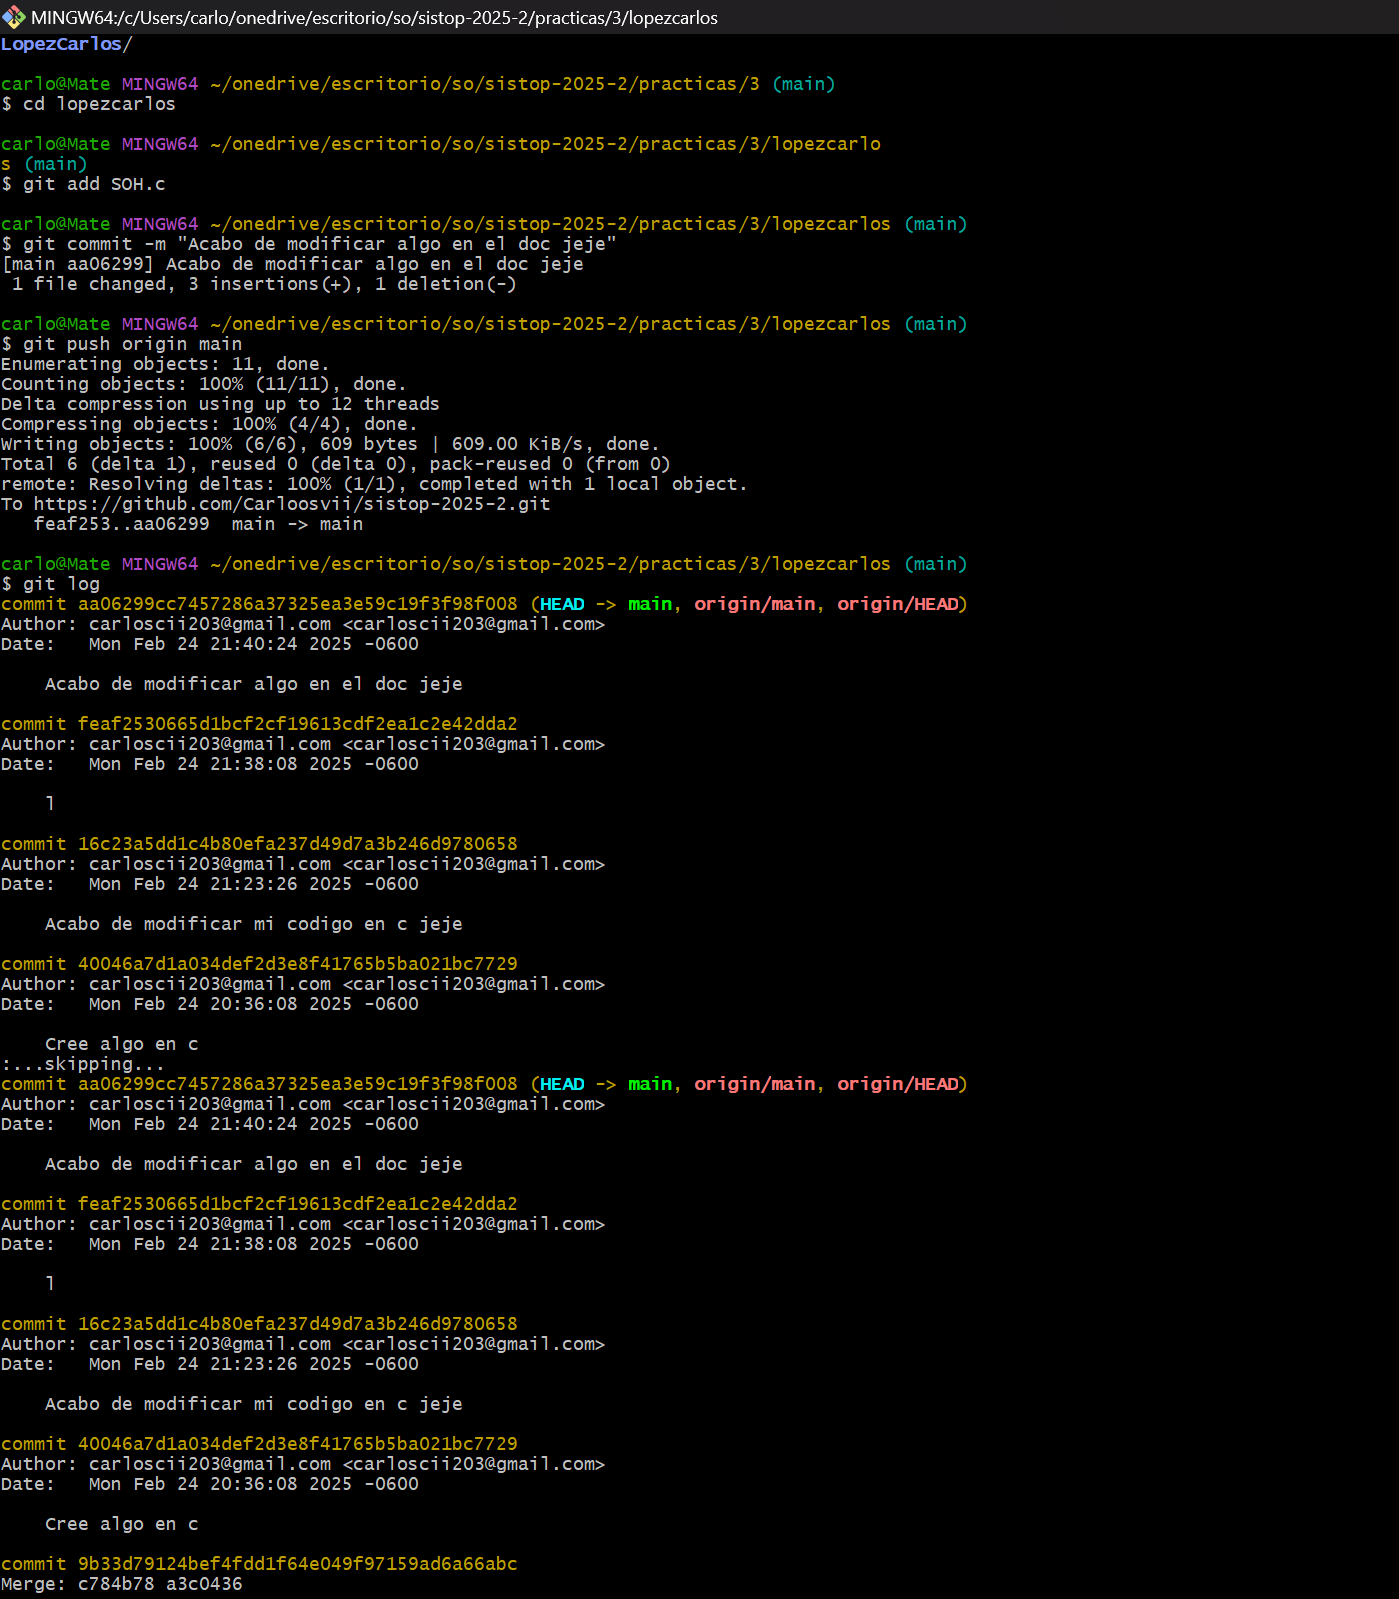 MINGW64:/c/Users/carlo/onedrive/escritorio/so/sistop-2025-2/practicas/3/lopezcarlos
LopezCarlos/
carlo@Mate MINGW64 ~/onedrive/escritorio/so/sistop-2025-2/practicas/3 (main)
$ cd lopezcarlos
carlo@Mate MINGW64 ~/onedrive/escritorio/so/sistop-2025-2/practicas/3/lopezcarlo
s (main)
$ git add SOH.c
carlo@Mate MINGW64 ~/onedrive/escritorio/so/sistop-2025-2/practicas/3/lopezcarlos (main)
$ git commit -m "Acabo de modificar algo en el doc jeje"
[main aa06299] Acabo de modificar algo en el doc jeje
 1 file changed, 3 insertions(+), 1 deletion(-)
carlo@Mate MINGW64 ~/onedrive/escritorio/so/sistop-2025-2/practicas/3/lopezcarlos (main)
$ git push origin main
Enumerating objects: 11, done.
Counting objects: 100% (11/11), done.
Delta compression using up to 12 threads
Compressing objects: 100% (4/4), done.
Writing objects: 100% (6/6), 609 bytes | 609.00 KiB/s, done.
Total 6 (delta 1), reused 0 (delta 0), pack-reused 0 (from 0)
remote: Resolving deltas: 100% (1/1), completed with 1 local object.
To https://github.com/Carloosvii/sistop-2025-2.git
   feaf253..aa06299  main -> main
carlo@Mate MINGW64 ~/onedrive/escritorio/so/sistop-2025-2/practicas/3/lopezcarlos (main)
$ git log
commit aa06299cc7457286a37325ea3e59c19f3f98f008 (HEAD -> main, origin/main, origin/HEAD)
Author: carloscii203@gmail.com <carloscii203@gmail.com>
Date:   Mon Feb 24 21:40:24 2025 -0600
    Acabo de modificar algo en el doc jeje
commit feaf2530665d1bcf2cf19613cdf2ea1c2e42dda2
Author: carloscii203@gmail.com <carloscii203@gmail.com>
Date:   Mon Feb 24 21:38:08 2025 -0600
    l
commit 16c23a5dd1c4b80efa237d49d7a3b246d9780658
Author: carloscii203@gmail.com <carloscii203@gmail.com>
Date:   Mon Feb 24 21:23:26 2025 -0600
    Acabo de modificar mi codigo en c jeje
commit 40046a7d1a034def2d3e8f41765b5ba021bc7729
Author: carloscii203@gmail.com <carloscii203@gmail.com>
Date:   Mon Feb 24 20:36:08 2025 -0600
    Cree algo en c
:...skipping...
commit aa06299cc7457286a37325ea3e59c19f3f98f008 (HEAD -> main, origin/main, origin/HEAD)
Author: carloscii203@gmail.com <carloscii203@gmail.com>
Date:   Mon Feb 24 21:40:24 2025 -0600
    Acabo de modificar algo en el doc jeje
commit feaf2530665d1bcf2cf19613cdf2ea1c2e42dda2
Author: carloscii203@gmail.com <carloscii203@gmail.com>
Date:   Mon Feb 24 21:38:08 2025 -0600
    l
commit 16c23a5dd1c4b80efa237d49d7a3b246d9780658
Author: carloscii203@gmail.com <carloscii203@gmail.com>
Date:   Mon Feb 24 21:23:26 2025 -0600
    Acabo de modificar mi codigo en c jeje
commit 40046a7d1a034def2d3e8f41765b5ba021bc7729
Author: carloscii203@gmail.com <carloscii203@gmail.com>
Date:   Mon Feb 24 20:36:08 2025 -0600
    Cree algo en c
commit 9b33d79124bef4fdd1f64e049f97159ad6a66abc
Merge: c784b78 a3c0436